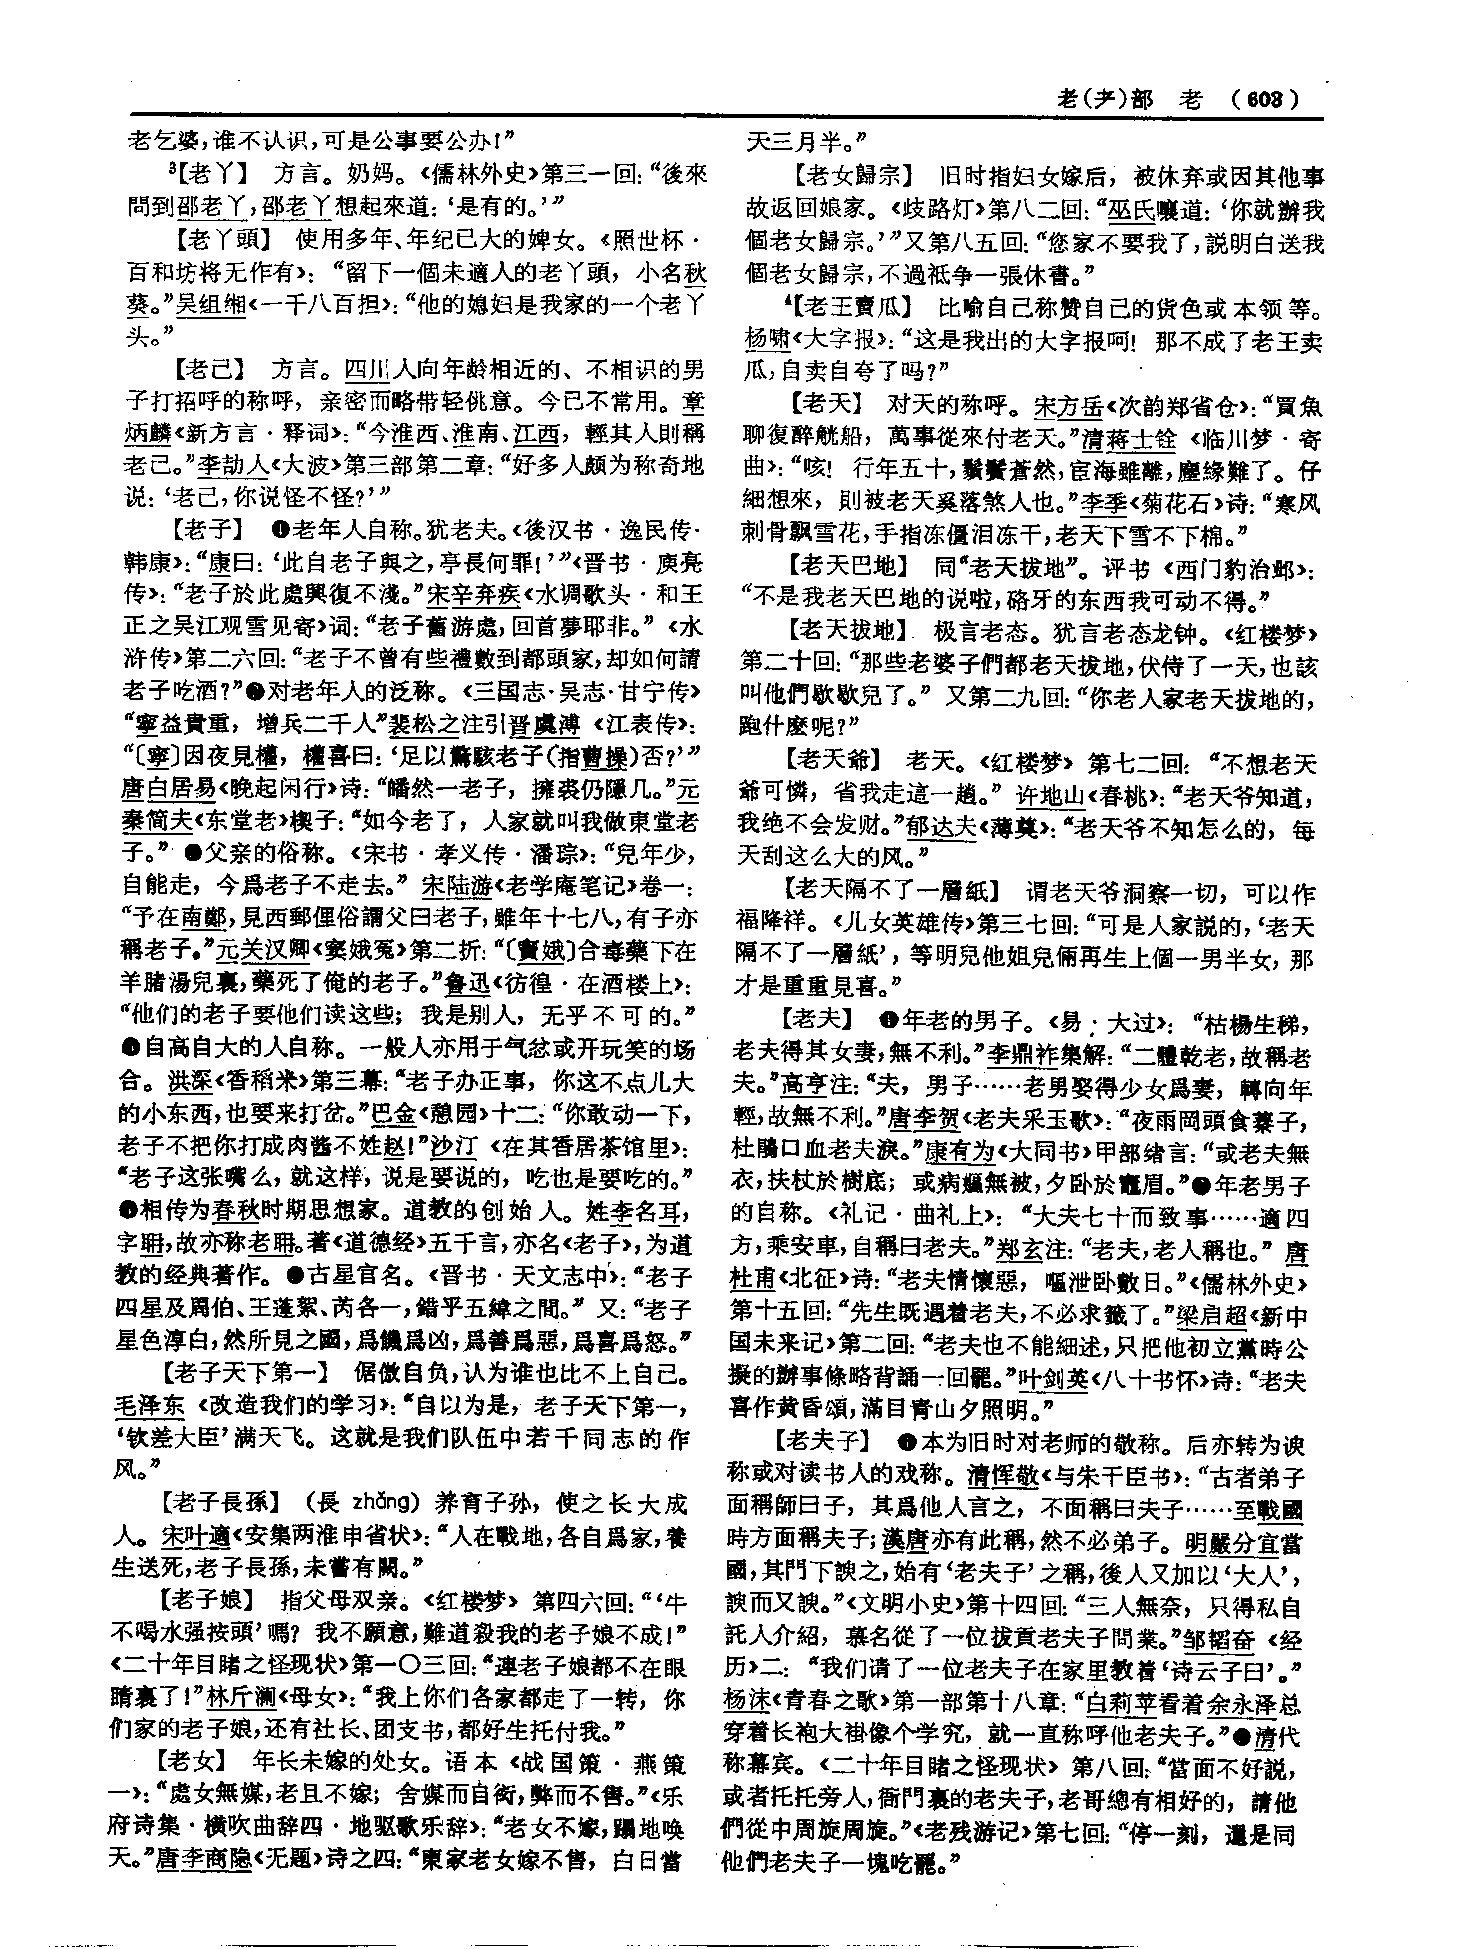 老(耂)部　老　(603)
老乞婆,谁不认识,可是公事要公办!”
³【老丫】　方言。奶妈。《儒林外史》第三一回:“後來
問到邵老丫,邵老丫想起來道:‘是有的。’”
【老丫頭】　使用多年、年纪已大的婢女。《照世杯·
百和坊将无作有》:“留下一個未適人的老丫頭，小名秋
葵。”吴组缃《一千八百担》:“他的媳妇是我家的一个老丫
头。”
【老己】　方言。四川人向年龄相近的、不相识的男
子打招呼的称呼，亲密而略带轻佻意。今已不常用。章
炳麟《新方言·释词》:“今淮西、淮南、江西，輕其人則稱
老己。”李劼人《大波》第三部第二章:“好多人颇为称奇地
说:‘老己,你说怪不怪?’”
【老子】　❶老年人自称。犹老夫。《後汉书·逸民传·
韩康》:“康曰:‘此自老子與之,亭長何罪!’”《晋书·庾亮
传》:“老子於此處興復不淺。”宋辛弃疾《水调歌头·和王
正之吴江观雪见寄》词:“老子舊游處,回首夢耶非。”《水
浒传》第二六回:“老子不曾有些禮數到都頭家,却如何請
老子吃酒?”❷对老年人的泛称。《三国志·吴志·甘宁传》
“寧益貴重，增兵二千人”裴松之注引晋虞溥《江表传》:
“〔寧〕因夜見權，權喜曰:‘足以驚駭老子(指曹操)否?’”
唐白居易《晚起闲行》诗:“皤然一老子，擁裘仍隱几。”元
秦简夫《东堂老》楔子:“如今老了，人家就叫我做東堂老
子。”❸父亲的俗称。《宋书·孝义传·潘琮》:“兒年少，
自能走，今爲老子不走去。”宋陆游《老学庵笔记》卷一:
“予在南鄭,見西郵俚俗謂父曰老子,雖年十七八,有子亦
稱老子。”元关汉卿《窦娥冤》第二折:“〔竇娥〕合毒藥下在
羊賭湯兒裏,藥死了俺的老子。”鲁迅《彷徨·在酒楼上》:
“他们的老子要他们读这些；我是别人，无乎不可的。”
❹自高自大的人自称。一般人亦用于气忿或开玩笑的场
合。洪深《香稻米》第三幕:“老子办正事，你这不点儿大
的小东西,也要来打岔。”巴金《憩园》十二:“你敢动一下，
老子不把你打成肉酱不姓赵!”沙汀《在其香居茶馆里》:
“老子这张嘴么，就这样，说是要说的，吃也是要吃的。”
❺相传为春秋时期思想家。道教的创始人。姓李名耳，
字聃,故亦称老聃。著《道德经》五千言,亦名《老子》,为道
教的经典著作。❻古星官名。《晋书·天文志中》:“老子
四星及周伯、王蓬絮、芮各一,錯乎五緯之間。”又:“老子
星色淳白,然所見之國,爲饑爲凶,爲善爲惡,爲喜爲怒。”
【老子天下第一】　倨傲自负,认为谁也比不上自己。
毛泽东《改造我们的学习》:“自以为是，老子天下第一，
‘钦差大臣’满天飞。这就是我们队伍中若干同志的作
风。”
【老子長孫】(長 zhǎng) 养育子孙，使之长大成
人。宋叶適《安集两淮申省状》:“人在戰地,各自爲家,養
生送死,老子長孫,未嘗有闕。”
【老子娘】　指父母双亲。《红楼梦》第四六回:“‘牛
不喝水强按頭’嗎？我不願意,難道殺我的老子娘不成!”
《二十年目睹之怪现状》第一〇三回:“連老子娘都不在眼
睛裏了!”林斤澜《母女》:“我上你们各家都走了一转，你
们家的老子娘,还有社长、团支书,都好生托付我。”
【老女】　年长未嫁的处女。语本《战国策·燕策
一》:“處女無媒,老且不嫁；舍媒而自衒,弊而不售。”《乐
府诗集·横吹曲辞四·地驱歌乐辞》:“老女不嫁,蹋地唤
天。”唐李商隐《无题》诗之四:“東家老女嫁不售，白日當
天三月半。”
【老女歸宗】　旧时指妇女嫁后，被休弃或因其他事
故返回娘家。《歧路灯》第八二回:“巫氏嚷道:‘你就辦我
個老女歸宗。’”又第八五回:“您家不要我了,説明白送我
個老女歸宗,不過衹争一張休書。”
⁴【老王賣瓜】　比喻自己称赞自己的货色或本领等。
杨啸《大字报》:“这是我出的大字报呵！那不成了老王卖
瓜,自卖自夸了吗?”
【老天】　对天的称呼。宋方岳《次韵郑省仓》:“買魚
聊復醉觥船，萬事從來付老天。”清蒋士铨《临川梦·寄
曲》:“咳！行年五十,鬚鬢蒼然,宦海雖離,塵缘難了。仔
細想來，則被老天奚落煞人也。”李季《菊花石》诗:“寒风
刺骨飘雪花,手指冻僵泪冻干,老天下雪不下棉。”
【老天巴地】　同“老天拔地”。评书《西门豹治邺》:
“不是我老天巴地的说啦,硌牙的东西我可动不得。”
【老天拔地】　极言老态。犹言老态龙钟。《红楼梦》
第二十回:“那些老婆子們都老天拔地,伏侍了一天,也該
叫他們歇歇兒了。”又第二九回:“你老人家老天拔地的，
跑什麽呢?”
【老天爺】　老天。《红楼梦》第七二回:“不想老天
爺可憐，省我走這一趟。”许地山《春桃》:“老天爷知道，
我绝不会发财。”郁达夫《薄奠》:“老天爷不知怎么的，每
天刮这么大的风。”
【老天隔不了一層紙】　谓老天爷洞察一切，可以作
福降祥。《儿女英雄传》第三七回:“可是人家説的,‘老天
隔不了一層紙’，等明兒他姐兒倆再生上個一男半女，那
才是重重見喜。”
【老夫】　❶年老的男子。《易·大过》:“枯楊生稊，
老夫得其女妻,無不利。”李鼎祚集解:“二體乾老,故稱老
夫。”高亨注:“夫，男子……老男娶得少女爲妻，轉向年
輕,故無不利。”唐李贺《老夫采玉歌》:“夜雨岡頭食蓁子，
杜鵑口血老夫淚。”康有为《大同书》甲部绪言:“或老夫無
衣,扶杖於樹底；或病嫗無被,夕卧於竈眉。”❷年老男子
的自称。《礼记·曲礼上》:“大夫七十而致事……適四
方,乘安車,自稱曰老夫。”郑玄注:“老夫,老人稱也。”唐
杜甫《北征》诗:“老夫情懷惡，嘔泄卧數日。”《儒林外史》
第十五回:“先生既遇着老夫,不必求籤了。”梁启超《新中
国未来记》第二回:“老夫也不能細述,只把他初立黨時公
擬的辦事條略背誦一回罷。”叶剑英《八十书怀》诗:“老夫
喜作黄昏頌,滿目青山夕照明。”
【老夫子】　❶本为旧时对老师的敬称。后亦转为谀
称或对读书人的戏称。清恽敬《与朱干臣书》:“古者弟子
面稱師曰子，其爲他人言之，不面稱曰夫子……至戰國
時方面稱夫子；漢唐亦有此稱,然不必弟子。明嚴分宜當
國,其門下諛之,始有‘老夫子’之稱,後人又加以‘大人’，
諛而又諛。”《文明小史》第十四回:“三人無奈，只得私自
託人介紹，慕名從了一位拔貢老夫子問業。”邹韬奋《经
历》二:“我们请了一位老夫子在家里教着‘诗云子曰’。”
杨沫《青春之歌》第一部第十八章:“白莉苹看着余永泽总
穿着长袍大褂像个学究，就一直称呼他老夫子。”❷清代
称幕宾。《二十年目睹之怪现状》第八回:“當面不好説，
或者托托旁人,衙門裏的老夫子,老哥總有相好的，請他
們從中周旋周旋。”《老残游记》第七回:“停一刻，還是同
他們老夫子一塊吃罷。”